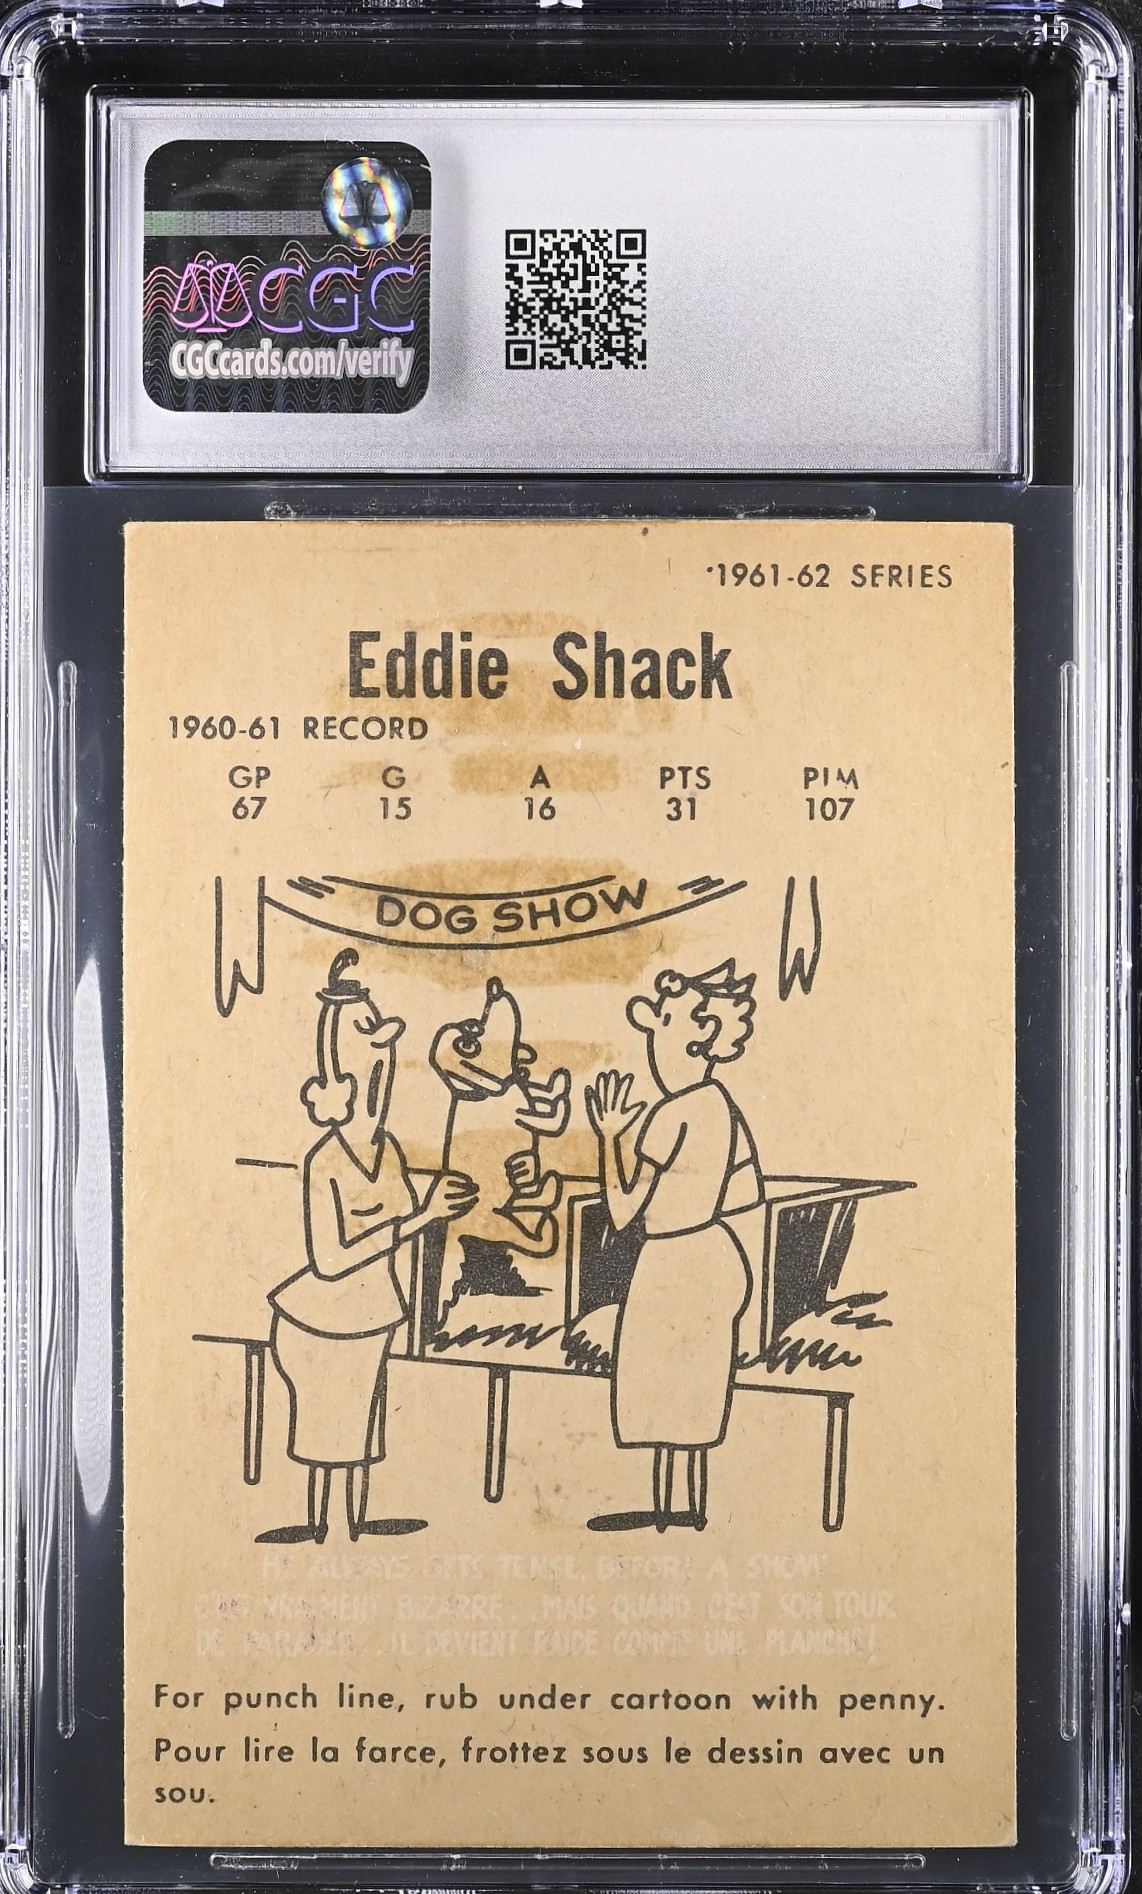 CGC
CGCcards.com/verify
1961-62 SERIES
Eddie Shack
1960-61 RECORD
GP G A PTS PIM
67 15 16 31 107
DOG SHOW
HE ALWAYS GETS TENSE, BEFORE A SHOW
C'EST VRAIMENT BIZARRE...MAIS QUAND C'EST SON TOUR
DE PARADER...IL DEVIENT RAIDE COMME UNE PLANCHE!
For punch line, rub under cartoon with penny.
Pour lire la farce, frottez sous le dessin avec un
sou.